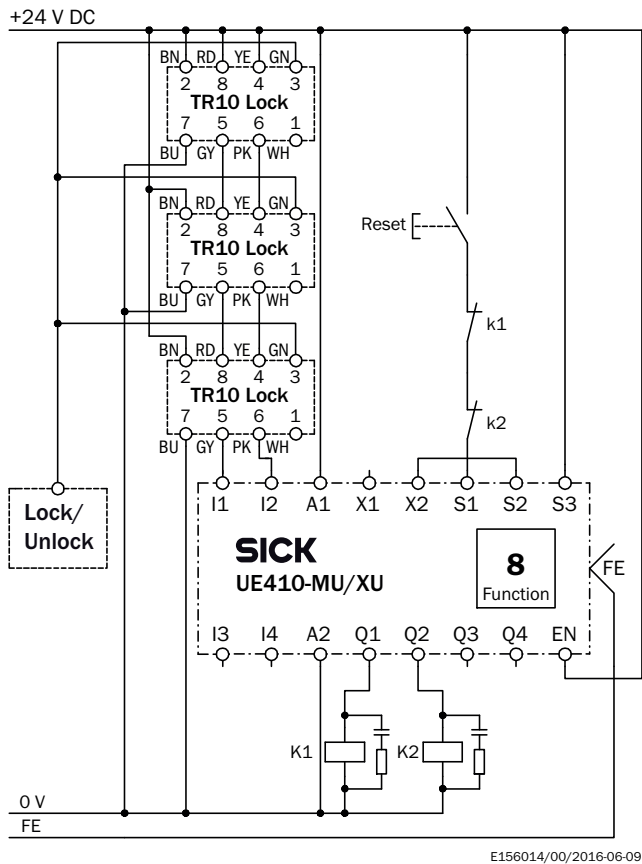 +24 V DC
BN RD YE GN
2 8 4 3
TR10 Lock
7 5 6 1
BU GY PK WH
BN RD YE GN
2 8 4 3
TR10 Lock
7 5 6 1
BU GY PK WH
Reset
k1
BN RD YE GN
2 8 4 3
TR10 Lock
7 5 6 1
BU GY PK WH
k2
I1 I2 A1 X1 X2 S1 S2 S3
Lock/
Unlock
SICK
UE410-MU/XU
8
Function
FE
I3 I4 A2 Q1 Q2 Q3 Q4 EN
K1 K2
0 V
FE
E156014/00/2016-06-09